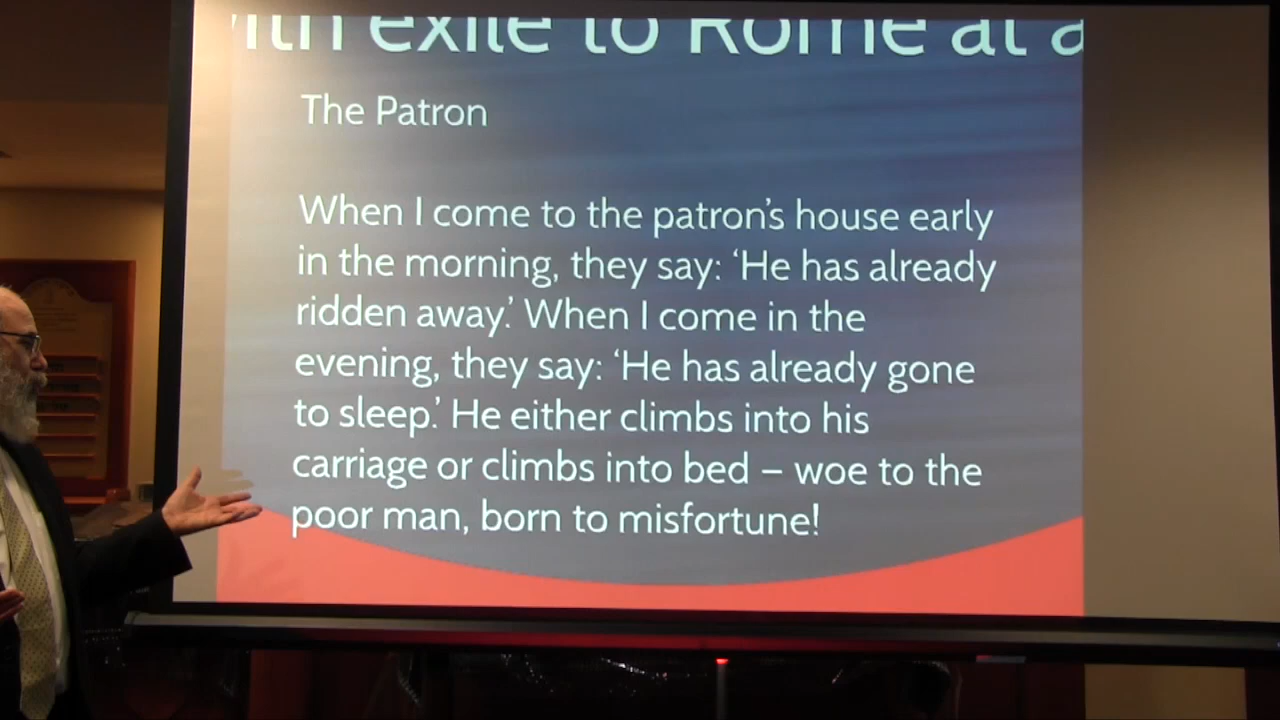 with exile to Rome at a
The Patron
When I come to the patron's house early
in the morning, they say: ‘He has already
ridden away.’ When I come in the
evening, they say: ‘He has already gone
to sleep.’ He either climbs into his
carriage or climbs into bed – woe to the
poor man, born to misfortune!